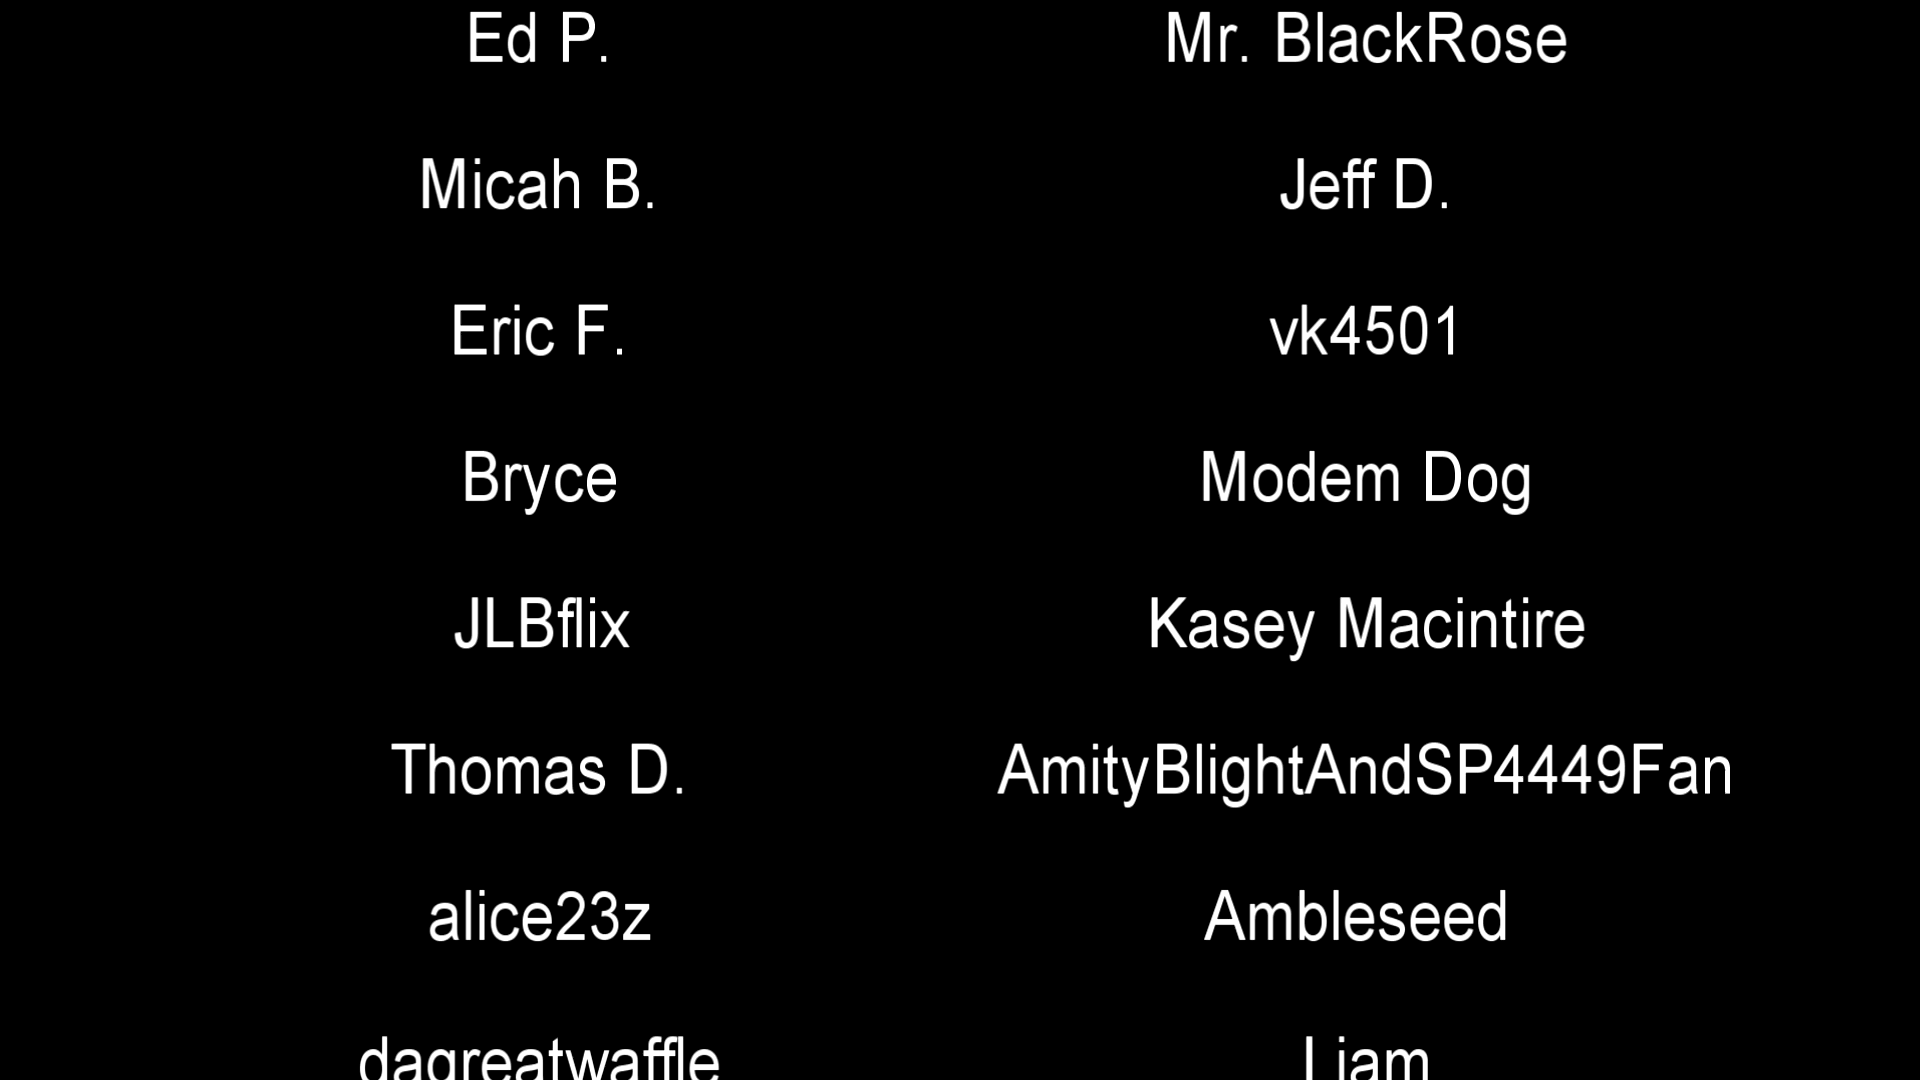 Ed P.
Mr. BlackRose
Micah B.
Jeff D.
Eric F.
vk4501
Bryce
Modem Dog
JLBflix
Kasey Macintire
Thomas D.
AmityBlightAndSP4449Fan
alice23z
Ambleseed
dagreatwaffle
Liam